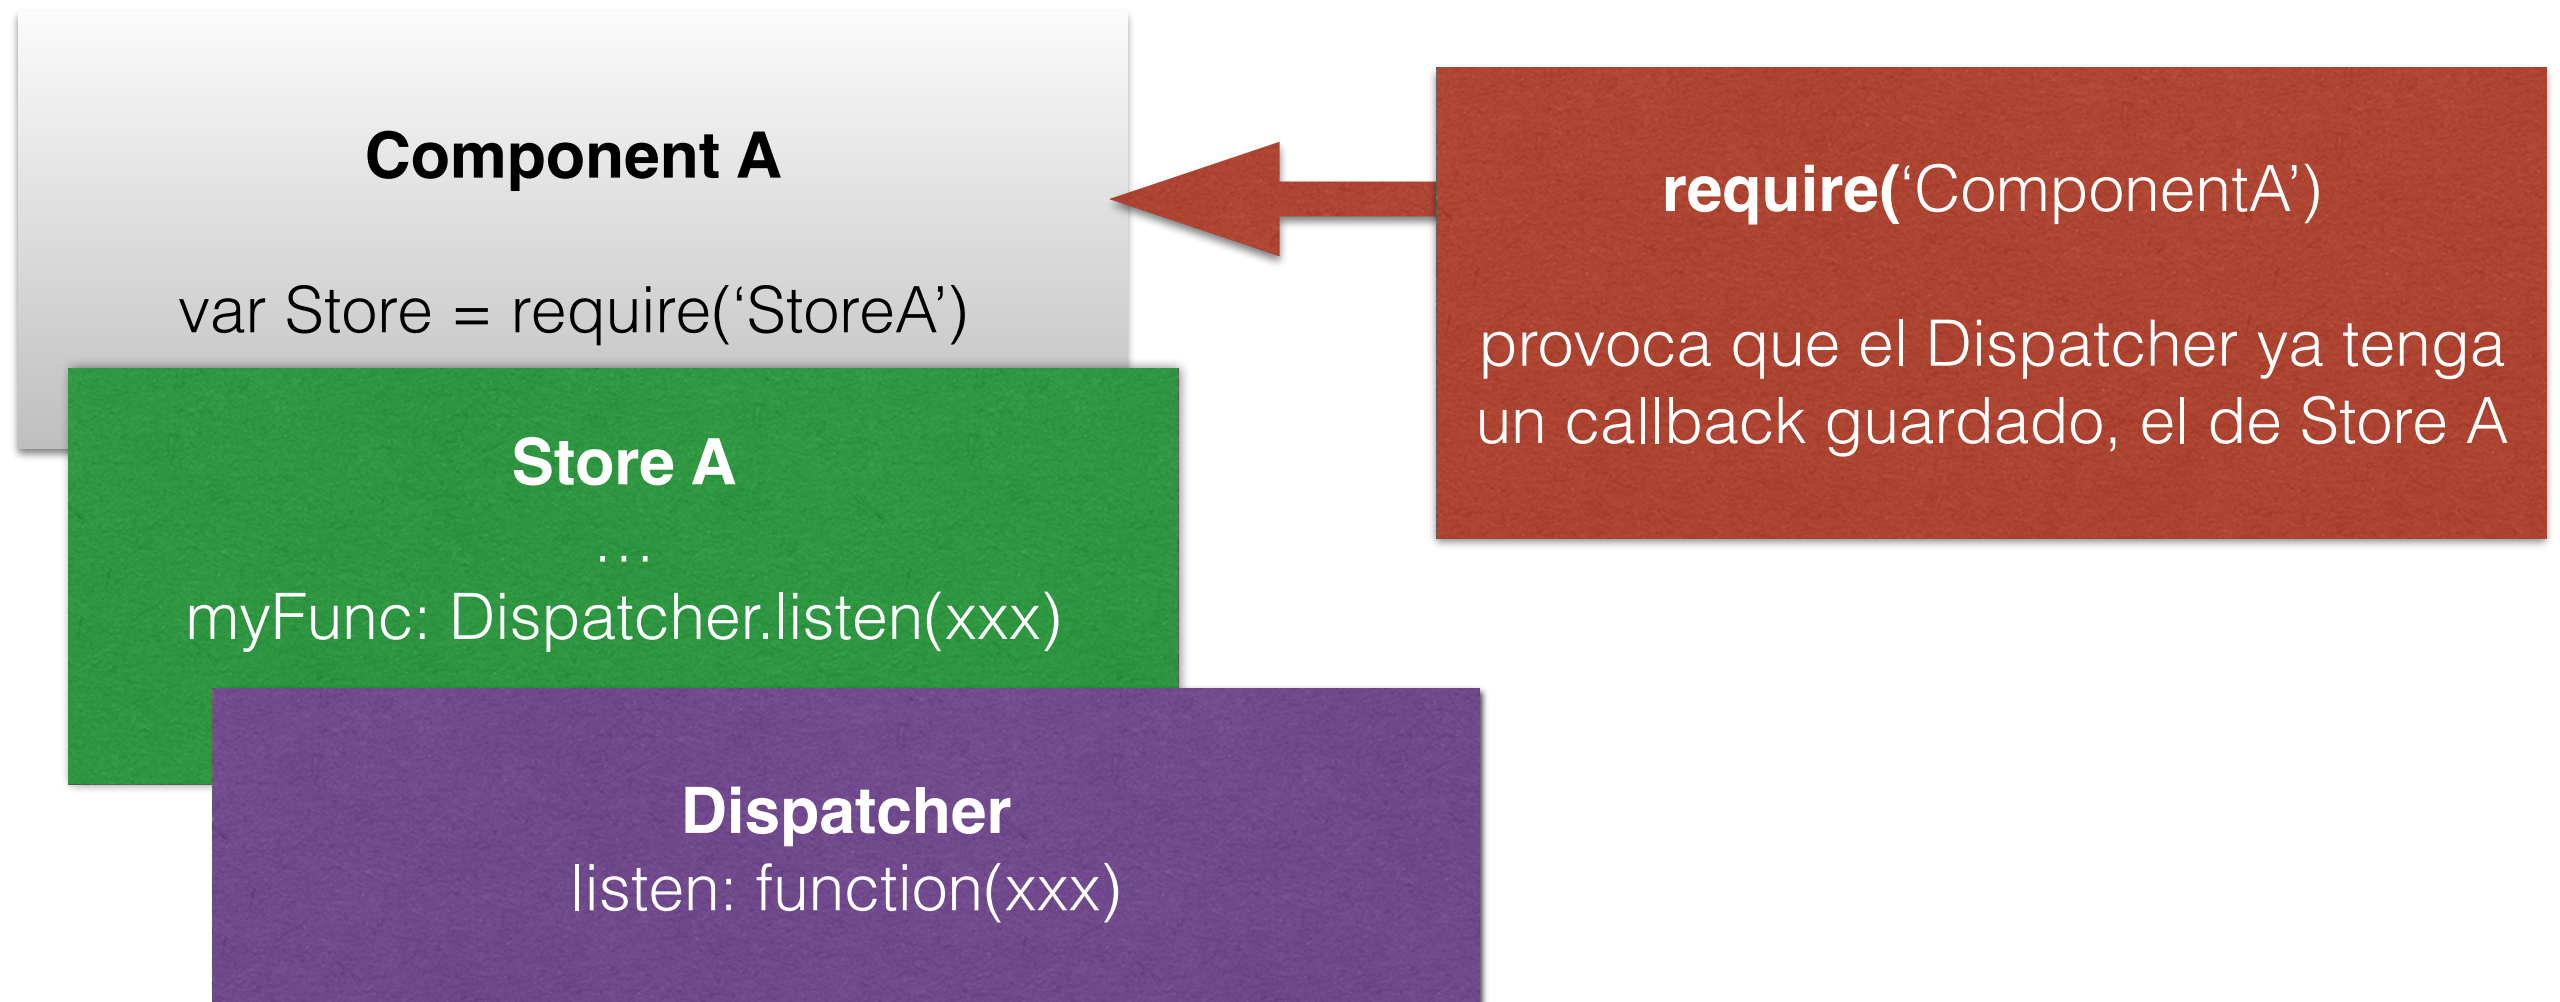 Component A
var Store = require(‘StoreA’)
Store A
...
myFunc: Dispatcher.listen(xxx)
Dispatcher
listen: function(xxx)
require(‘ComponentA’)
provoca que el Dispatcher ya tenga
un callback guardado, el de Store A